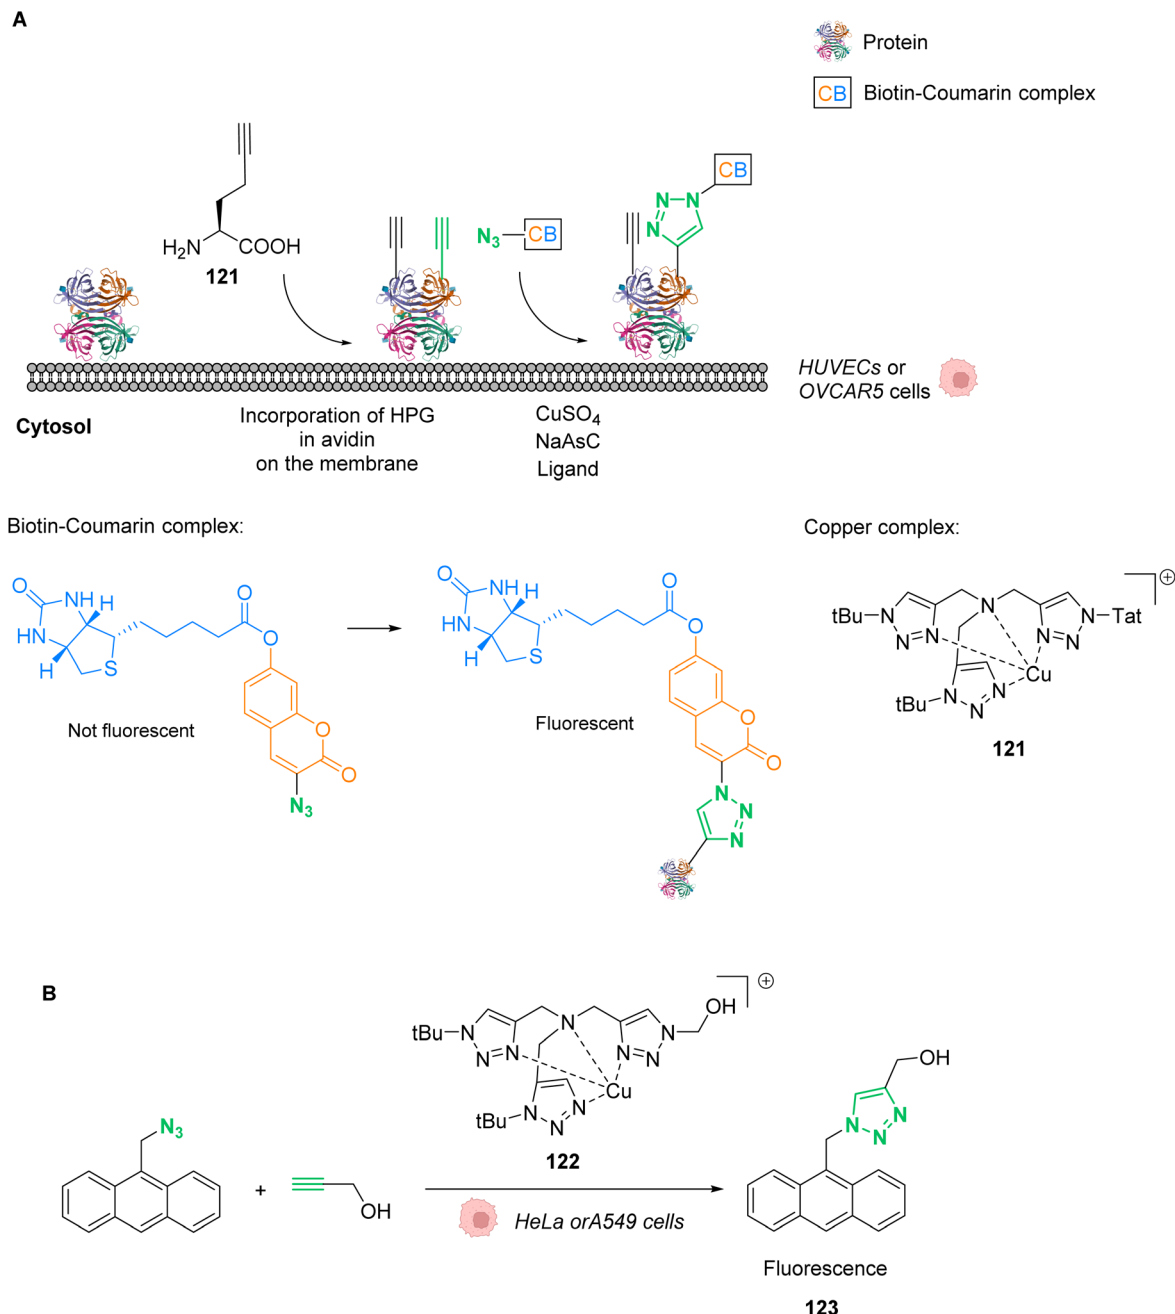 A
Protein
CB Biotin-Coumarin complex
H₂N COOH
121
N₃ CB
N N N
CB
HUVECs or
OVCAR5 cells
Cytosol
Incorporation of HPG
in avidin
on the membrane
CuSO₄
NaAsC
Ligand
Biotin-Coumarin complex:
Copper complex:
O NH H HN H S O O
Not fluorescent
O O
N₃
O NH H HN H S O O
Fluorescent
O O
N N N
tBu N N N N N N N Tat
Cu
tBu N N N
+
121
B
tBu N N N N N N N OH
Cu
tBu N N N
+
122
N₃
+
OH
HeLa orA549 cells
OH
N N N
Fluorescence
123